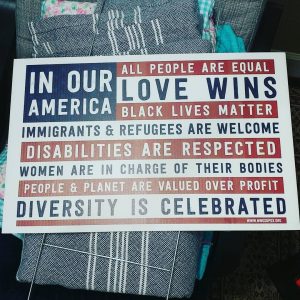 IN OUR AMERICA
ALL PEOPLE ARE EQUAL
LOVE WINS
BLACK LIVES MATTER
IMMIGRANTS & REFUGEES ARE WELCOME
DISABILITIES ARE RESPECTED
WOMEN ARE IN CHARGE OF THEIR BODIES
PEOPLE & PLANET ARE VALUED OVER PROFIT
DIVERSITY IS CELEBRATED